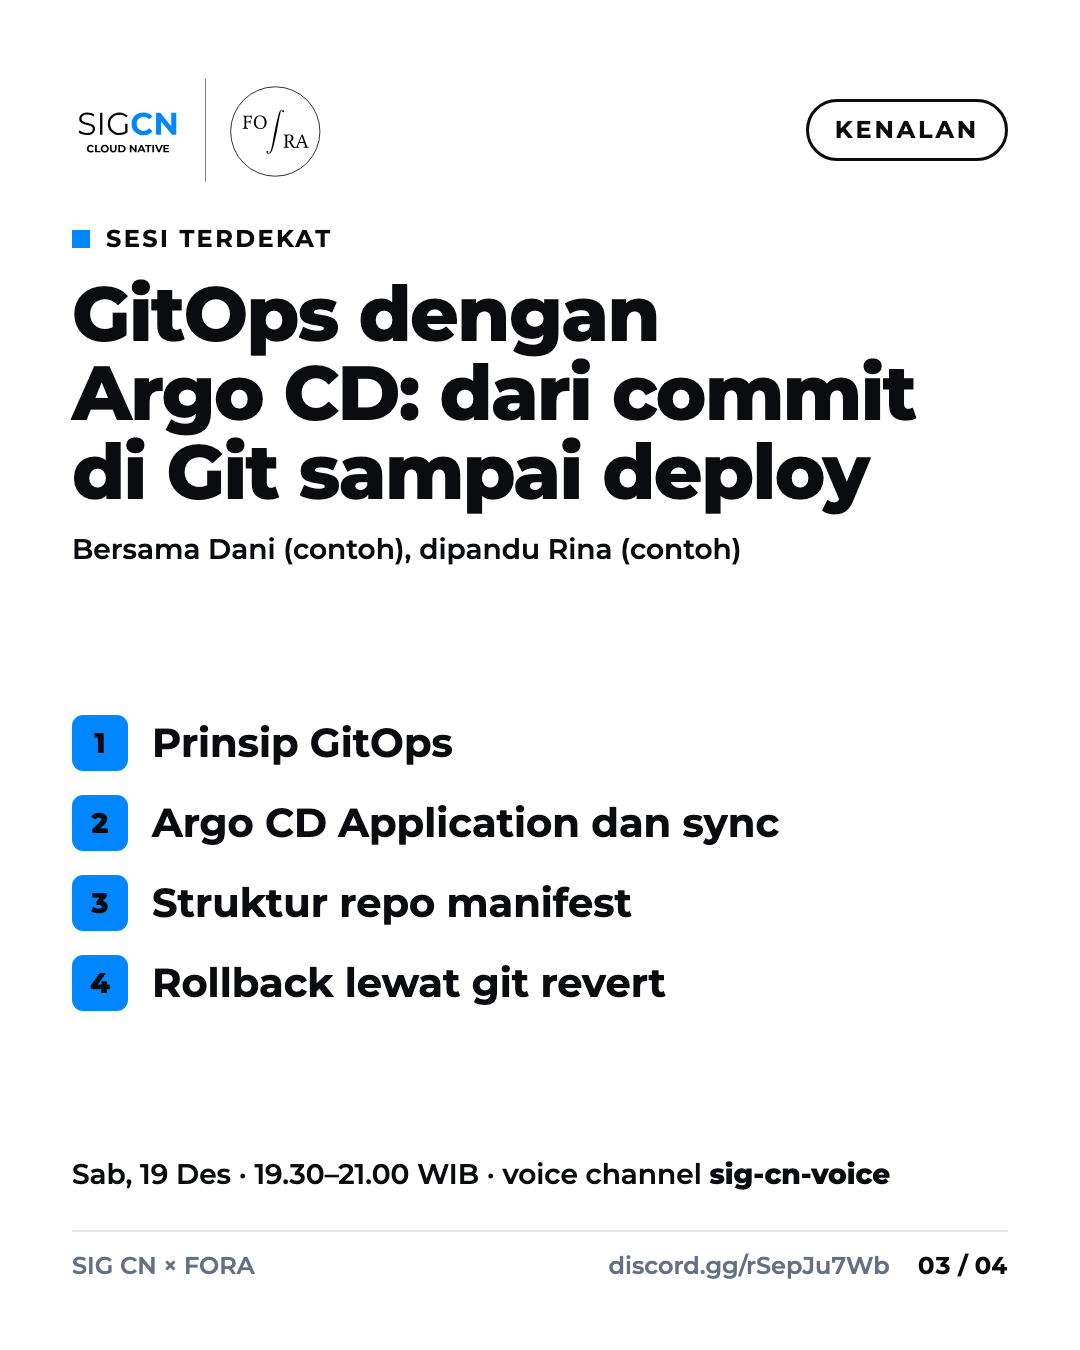 SIGCN
CLOUD NATIVE
FO∫RA
KENALAN
SESI TERDEKAT
GitOps dengan
Argo CD: dari commit
di Git sampai deploy
Bersama Dani (contoh), dipandu Rina (contoh)
1 Prinsip GitOps
2 Argo CD Application dan sync
3 Struktur repo manifest
4 Rollback lewat git revert
Sab, 19 Des · 19.30–21.00 WIB · voice channel sig-cn-voice
SIG CN × FORA
discord.gg/rSepJu7Wb 03 / 04